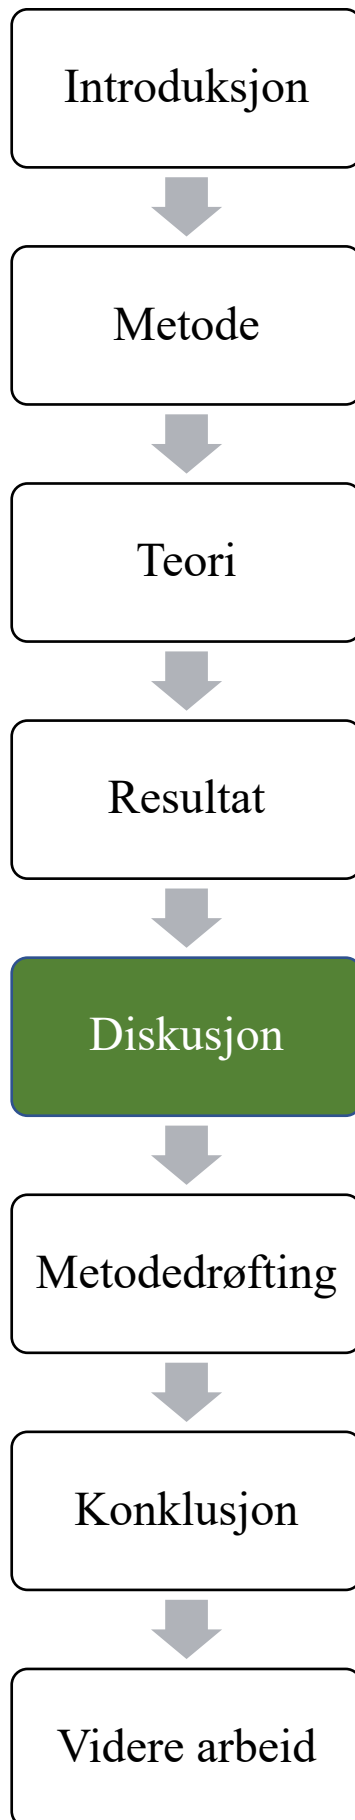 Introduksjon
Metode
Teori
Resultat
Diskusjon
Metodedrøfting
Konklusjon
Videre arbeid